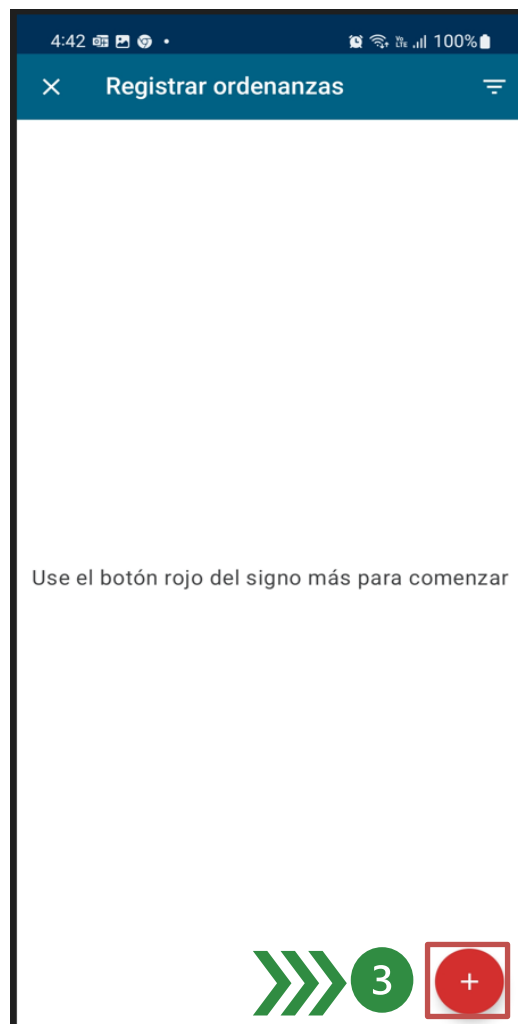 4:42 100%
Registrar ordenanzas
Use el botón rojo del signo más para comenzar
3 +